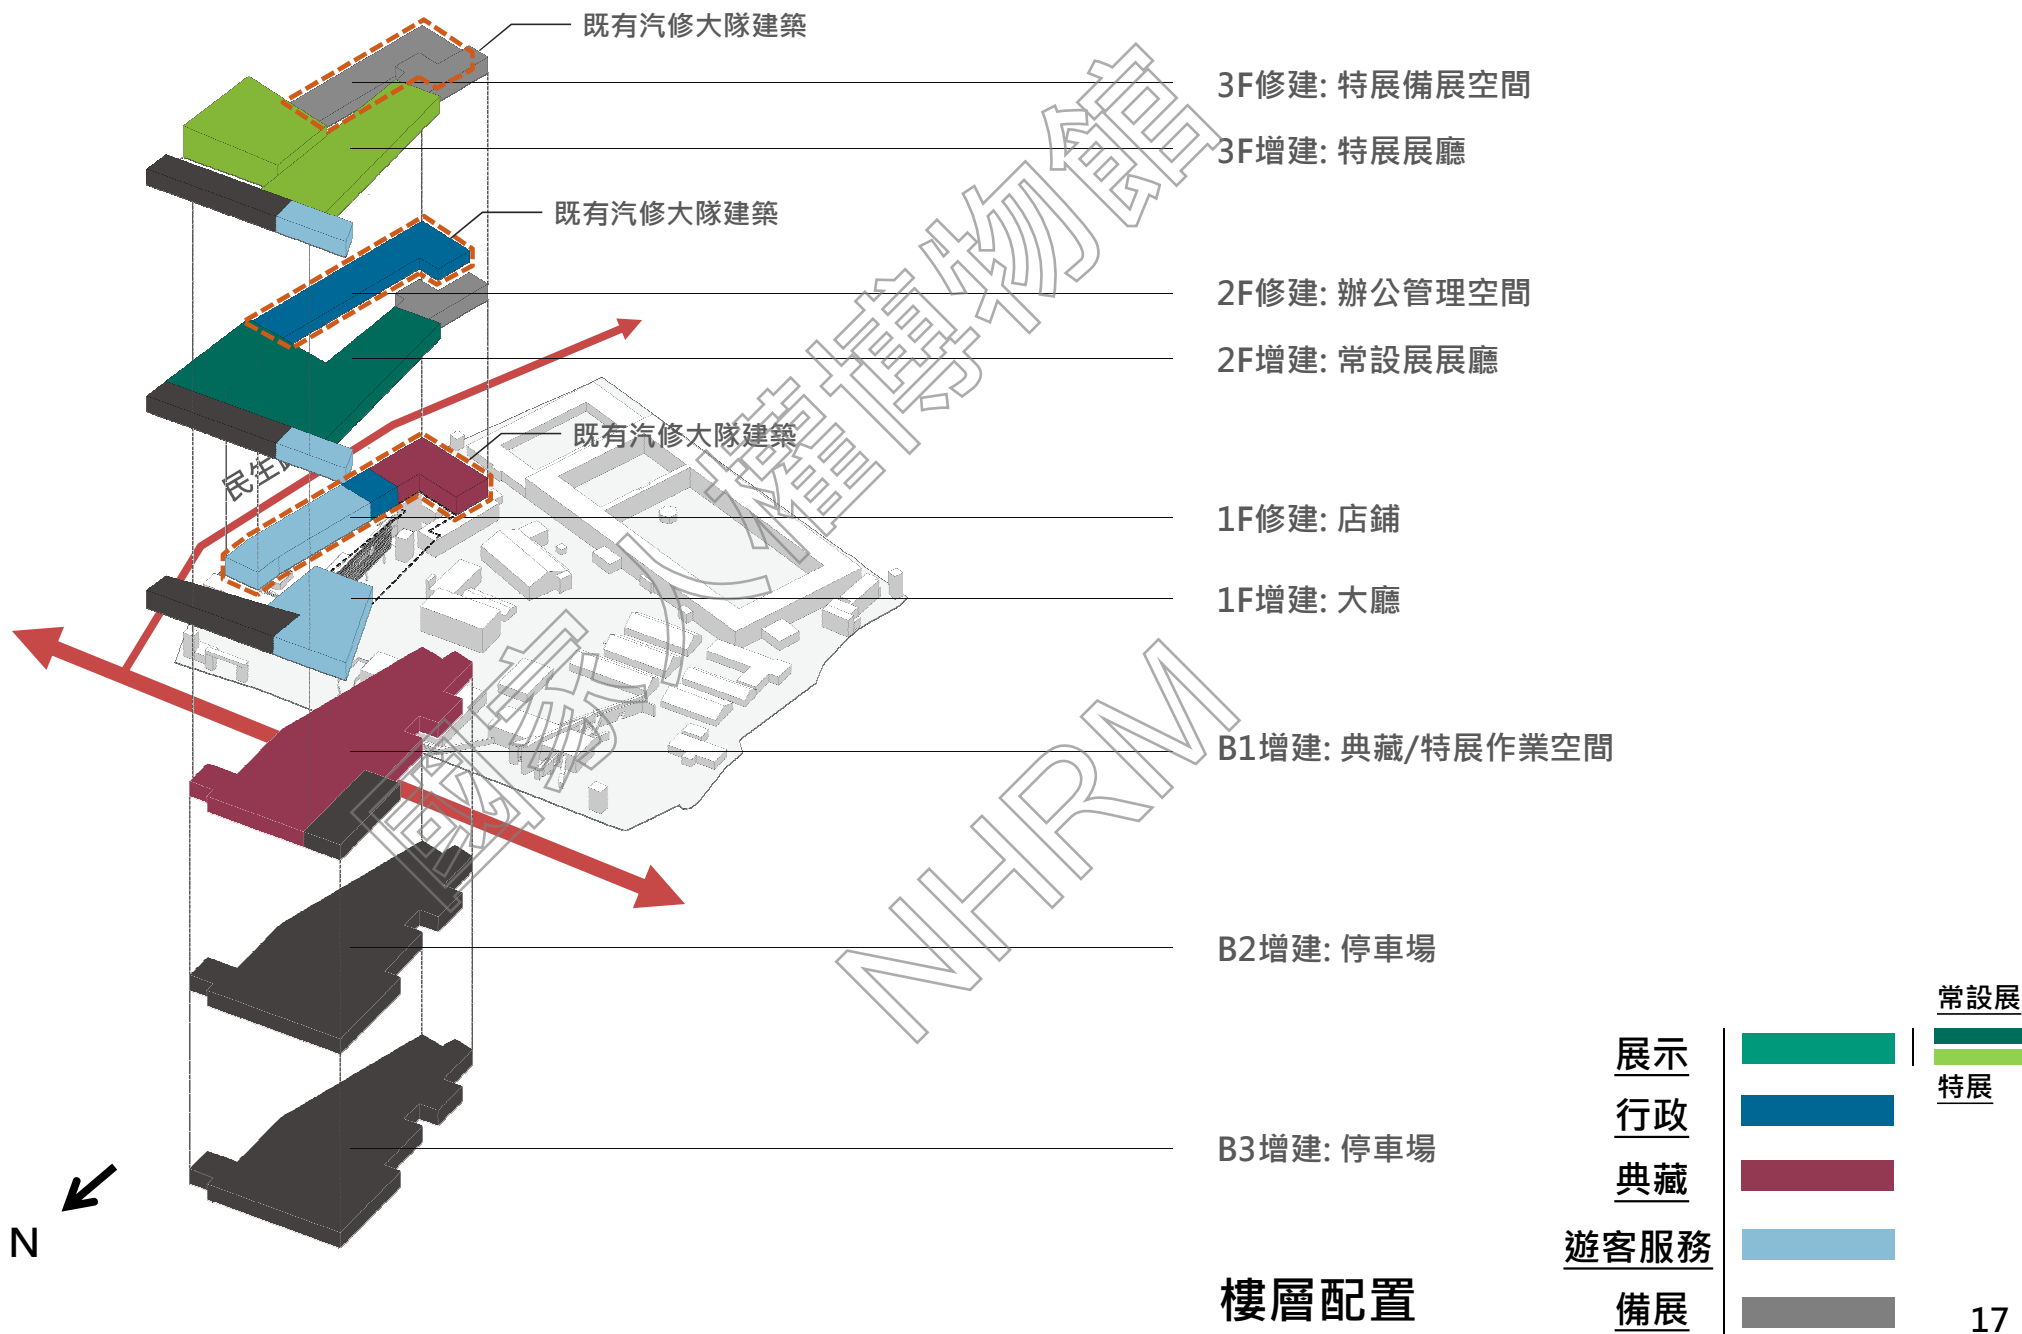 既有汽修大隊建築
3F修建: 特展備展空間
3F增建: 特展展廳
既有汽修大隊建築
2F修建: 辦公管理空間
2F增建: 常設展展廳
既有汽修大隊建築
民生
1F修建: 店鋪
1F增建: 大廳
B1增建: 典藏/特展作業空間
B2增建: 停車場
B3增建: 停車場
國家人權博物館
NHRM
常設展
展示
特展
行政
典藏
遊客服務
備展
N
樓層配置
17